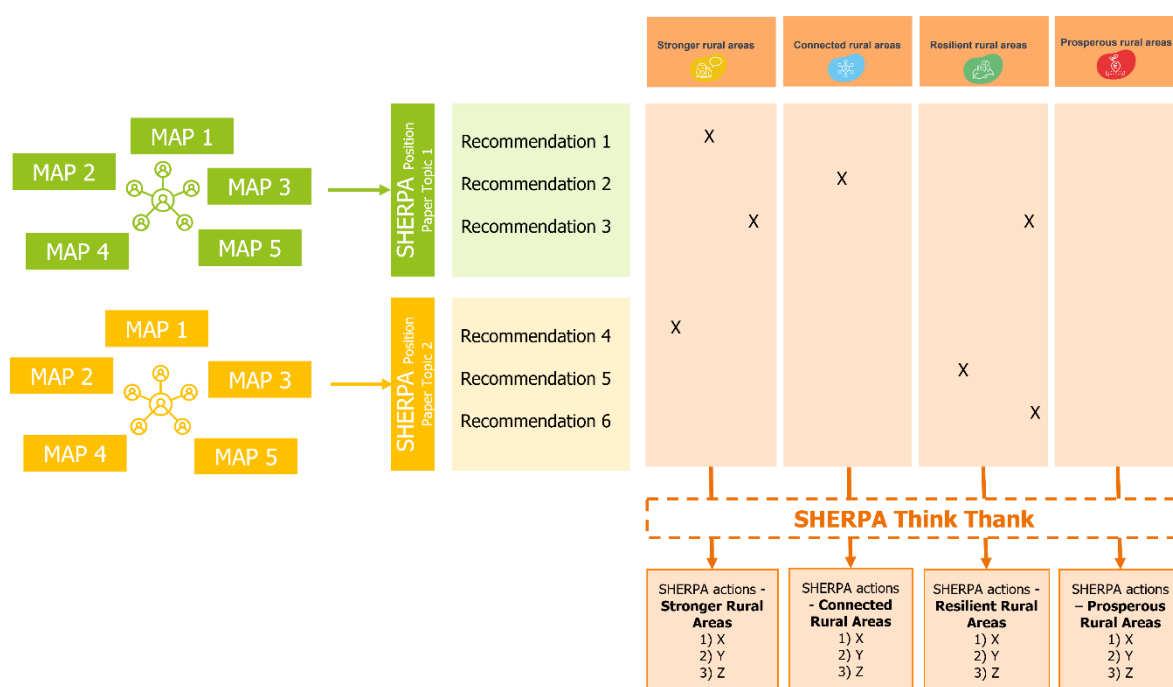 Stronger rural areas
Connected rural areas
Resilient rural areas
Prosperous rural areas
MAP 1
MAP 2
MAP 3
MAP 4
MAP 5
SHERPA Position
Paper Topic 1
Recommendation 1
Recommendation 2
Recommendation 3
X
X
X
X
MAP 1
MAP 2
MAP 3
MAP 4
MAP 5
SHERPA Position
Paper Topic 2
Recommendation 4
Recommendation 5
Recommendation 6
X
X
X
SHERPA Think Thank
SHERPA actions -
Stronger Rural
Areas
1) X
2) Y
3) Z
SHERPA actions
- Connected
Rural Areas
1) X
2) Y
3) Z
SHERPA actions -
Resilient Rural
Areas
1) X
2) Y
3) Z
SHERPA actions
– Prosperous
Rural Areas
1) X
2) Y
3) Z